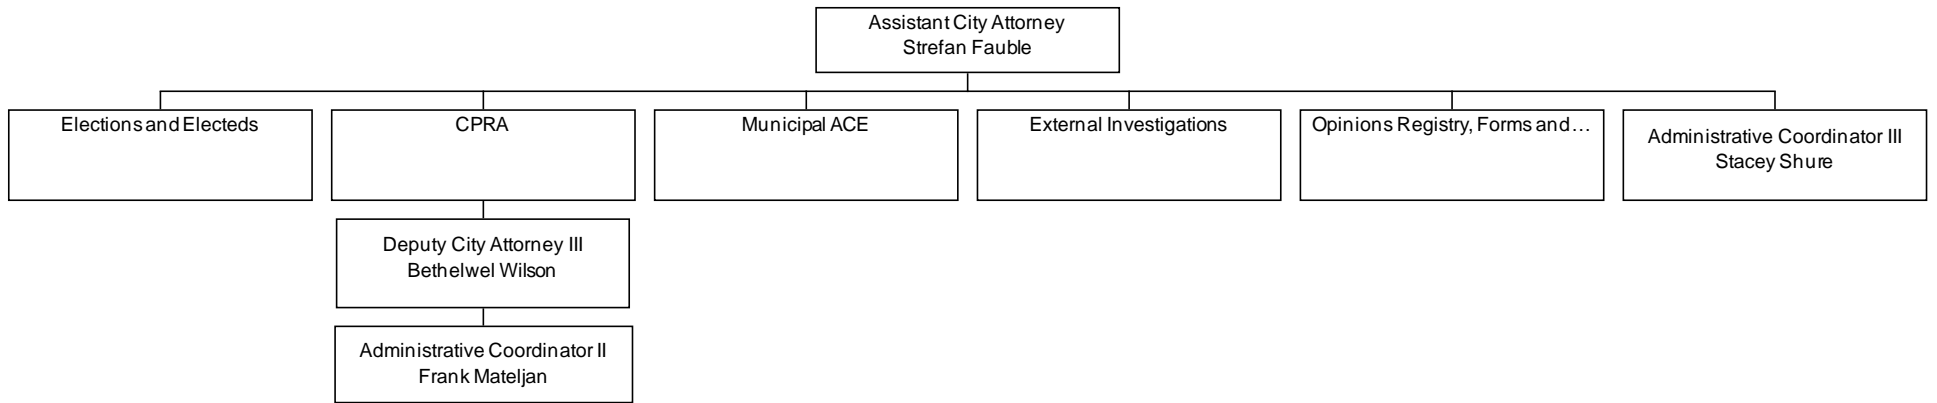 Assistant City Attorney
Strefan Fauble
Elections and Electeds
CPRA
Municipal ACE
External Investigations
Opinions Registry, Forms and…
Administrative Coordinator III
Stacey Shure
Deputy City Attorney III
Bethelwel Wilson
Administrative Coordinator II
Frank Mateljan